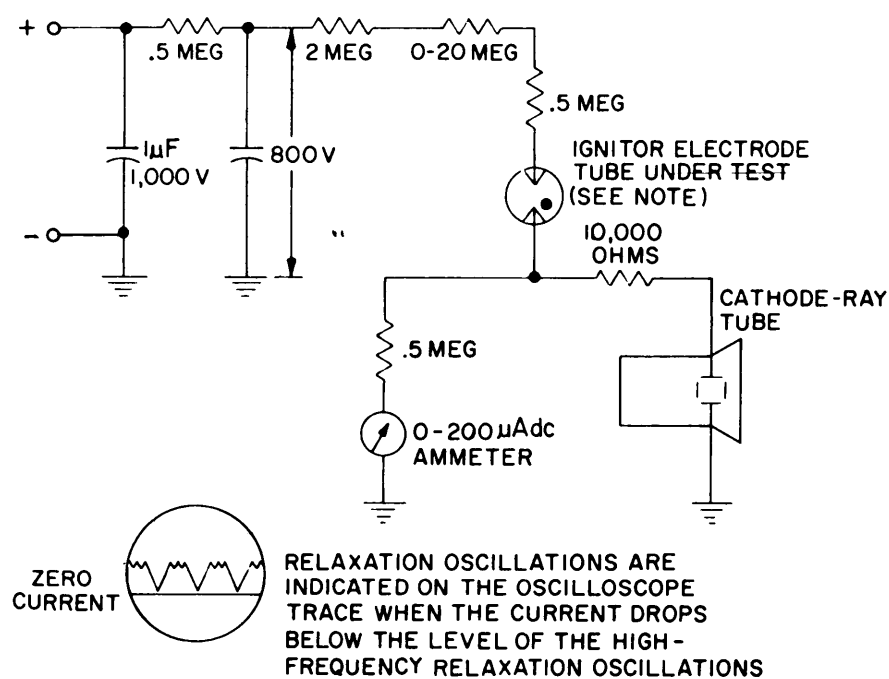 +
.5 MEG
2 MEG
0-20 MEG
.5 MEG
1µF
1,000 V
800 V
IGNITOR ELECTRODE
TUBE UNDER TEST
(SEE NOTE)
-
"
10,000
OHMS
CATHODE-RAY
TUBE
.5 MEG
0-200 µAdc
AMMETER
ZERO
CURRENT
RELAXATION OSCILLATIONS ARE
INDICATED ON THE OSCILLOSCOPE
TRACE WHEN THE CURRENT DROPS
BELOW THE LEVEL OF THE HIGH-
FREQUENCY RELAXATION OSCILLATIONS